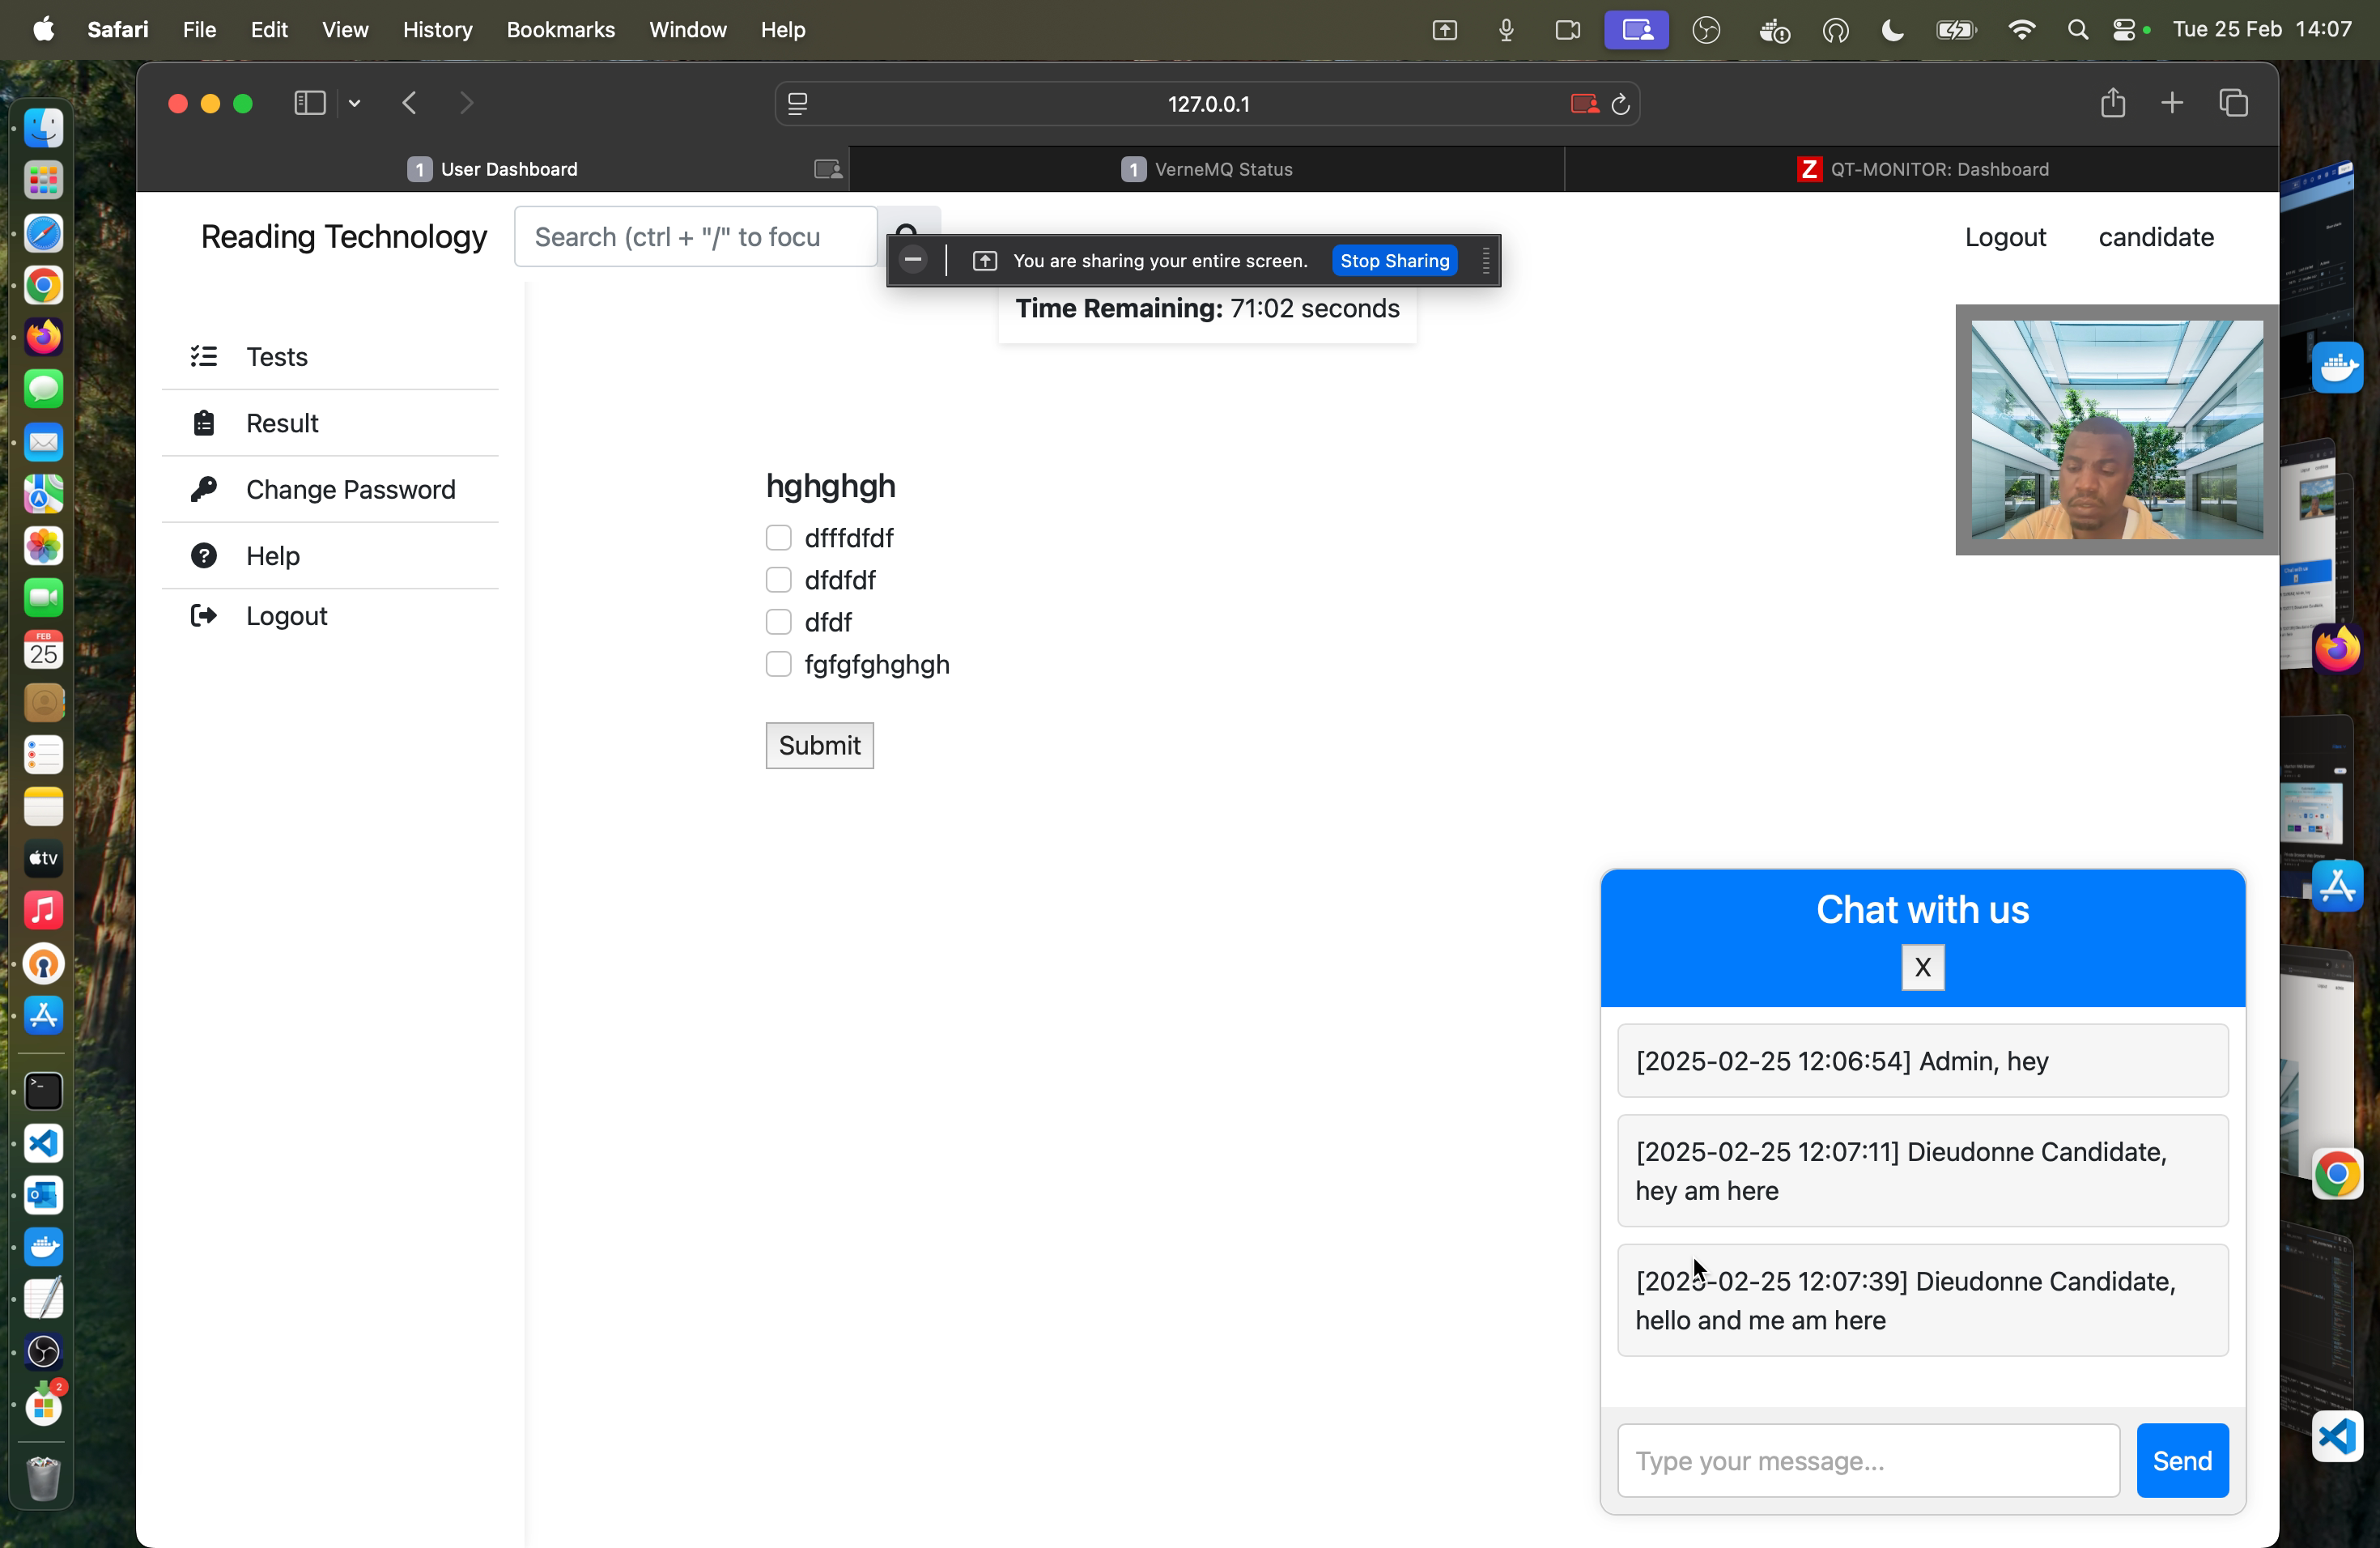 Safari File Edit View History Bookmarks Window Help Tue 25 Feb 14:07
127.0.0.1
1 User Dashboard
1 VerneMQ Status
Z QT-MONITOR: Dashboard
Reading Technology
Search (ctrl + "/" to focu
Logout candidate
You are sharing your entire screen. Stop Sharing
Time Remaining: 71:02 seconds
Tests
Result
Change Password
Help
Logout
hghghgh
dfffdfdf
dfdfdf
dfdf
fgfgfghghgh
Submit
Chat with us
X
[2025-02-25 12:06:54] Admin, hey
[2025-02-25 12:07:11] Dieudonne Candidate,
hey am here
[2025-02-25 12:07:39] Dieudonne Candidate,
hello and me am here
Type your message...
Send
FEB
25
tv
2